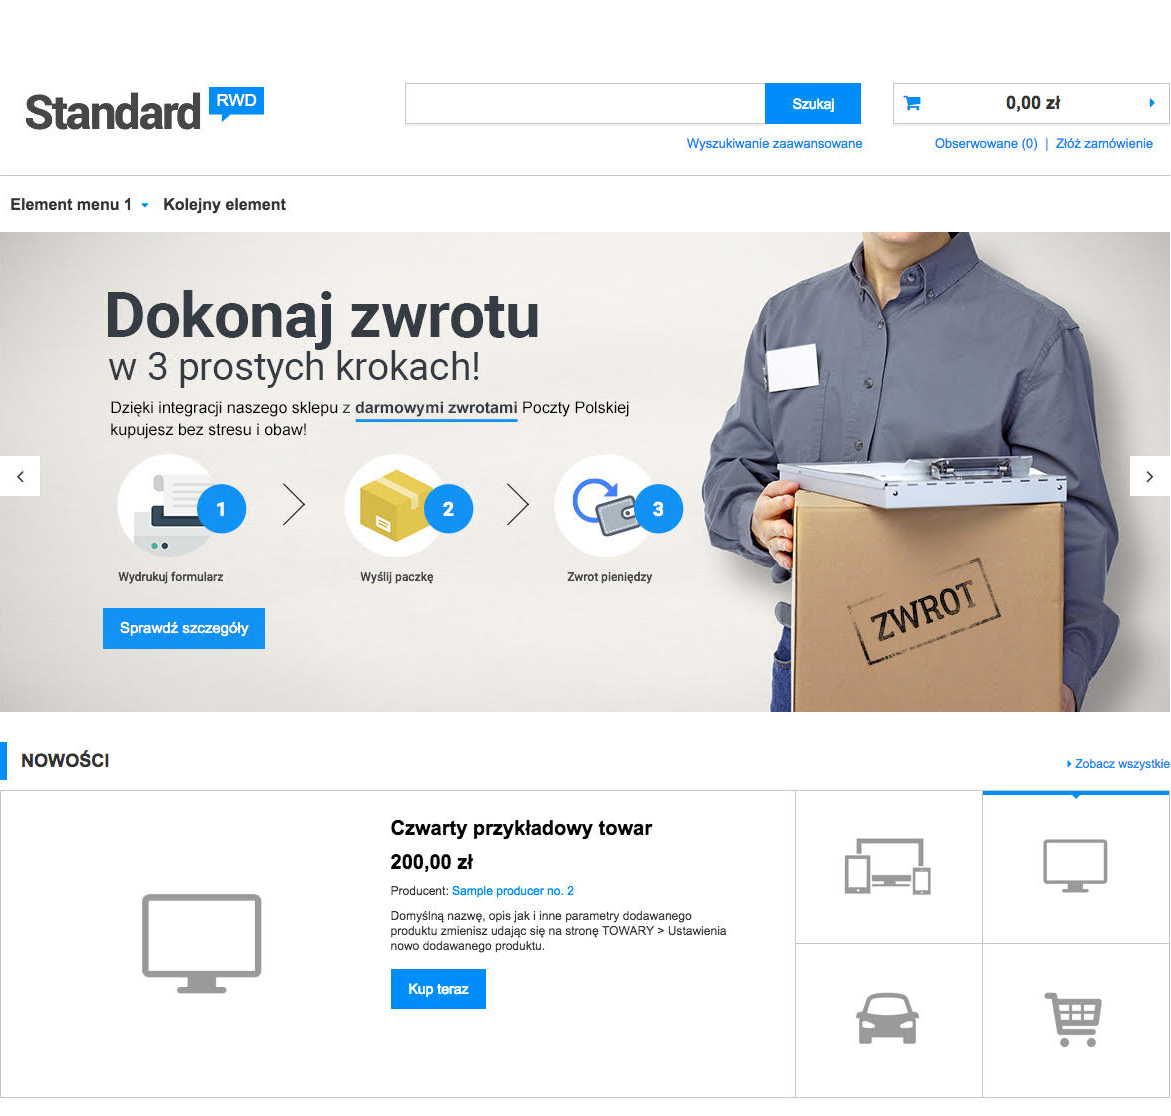 Standard RWD
Szukaj
0,00 zł
Wyszukiwanie zaawansowane
Obserwowane (0) | Złóż zamówienie
Element menu 1
Kolejny element
Dokonaj zwrotu
w 3 prostych krokach!
Dzięki integracji naszego sklepu z darmowymi zwrotami Poczty Polskiej
kupujesz bez stresu i obaw!
1
2
3
Wydrukuj formularz
Wyślij paczkę
Zwrot pieniędzy
Sprawdź szczegóły
ZWROT
NOWOŚCI
Zobacz wszystkie
Czwarty przykładowy towar
200,00 zł
Producent: Sample producer no. 2
Domyślną nazwę, opis jak i inne parametry dodawanego
produktu zmienisz udając się na stronę TOWARY > Ustawienia
nowo dodawanego produktu.
Kup teraz